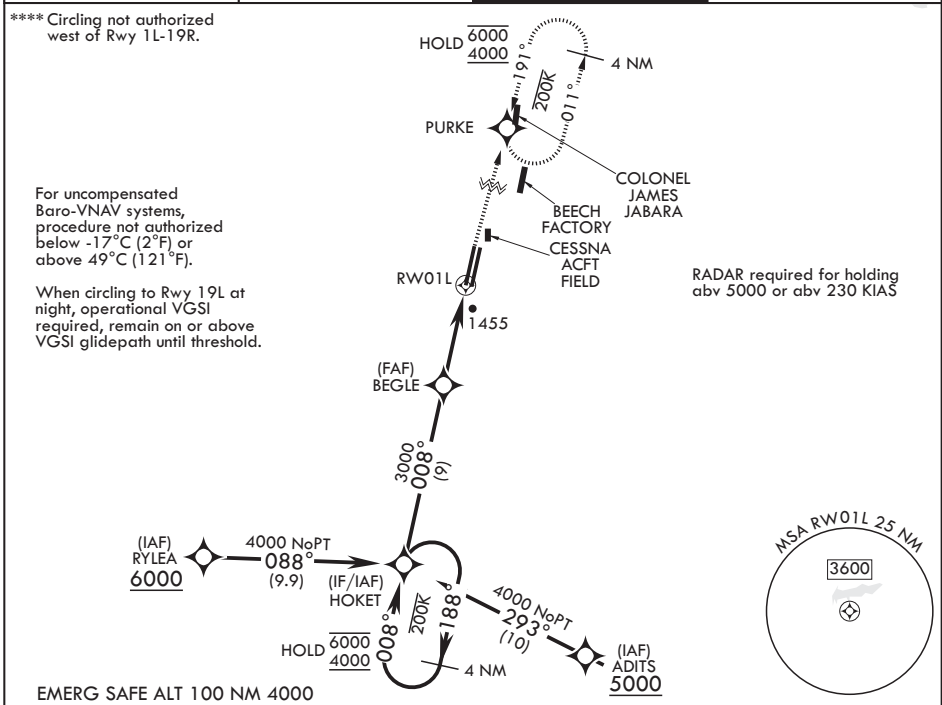 **** Circling not authorized
west of Rwy 1L-19R.
HOLD 6000
4000
191°
200K
011°
4 NM
PURKE
COLONEL
JAMES
JABARA
BEECH
FACTORY
CESSNA
ACFT
FIELD
For uncompensated
Baro-VNAV systems,
procedure not authorized
below -17°C (2°F) or
above 49°C (121°F).
When circling to Rwy 19L at
night, operational VGSI
required, remain on or above
VGSI glidepath until threshold.
RADAR required for holding
abv 5000 or abv 230 KIAS
RW01L
1455
(FAF)
BEGLE
3000
008°
(9)
(IAF)
RYLEA
6000
4000 NoPT
088°
(9.9)
(IF/IAF)
HOKET
HOLD 6000
4000
008°
200K
188°
4 NM
4000 NoPT
293°
(10)
(IAF)
ADITS
5000
MSA RW01L 25 NM
3600
EMERG SAFE ALT 100 NM 4000